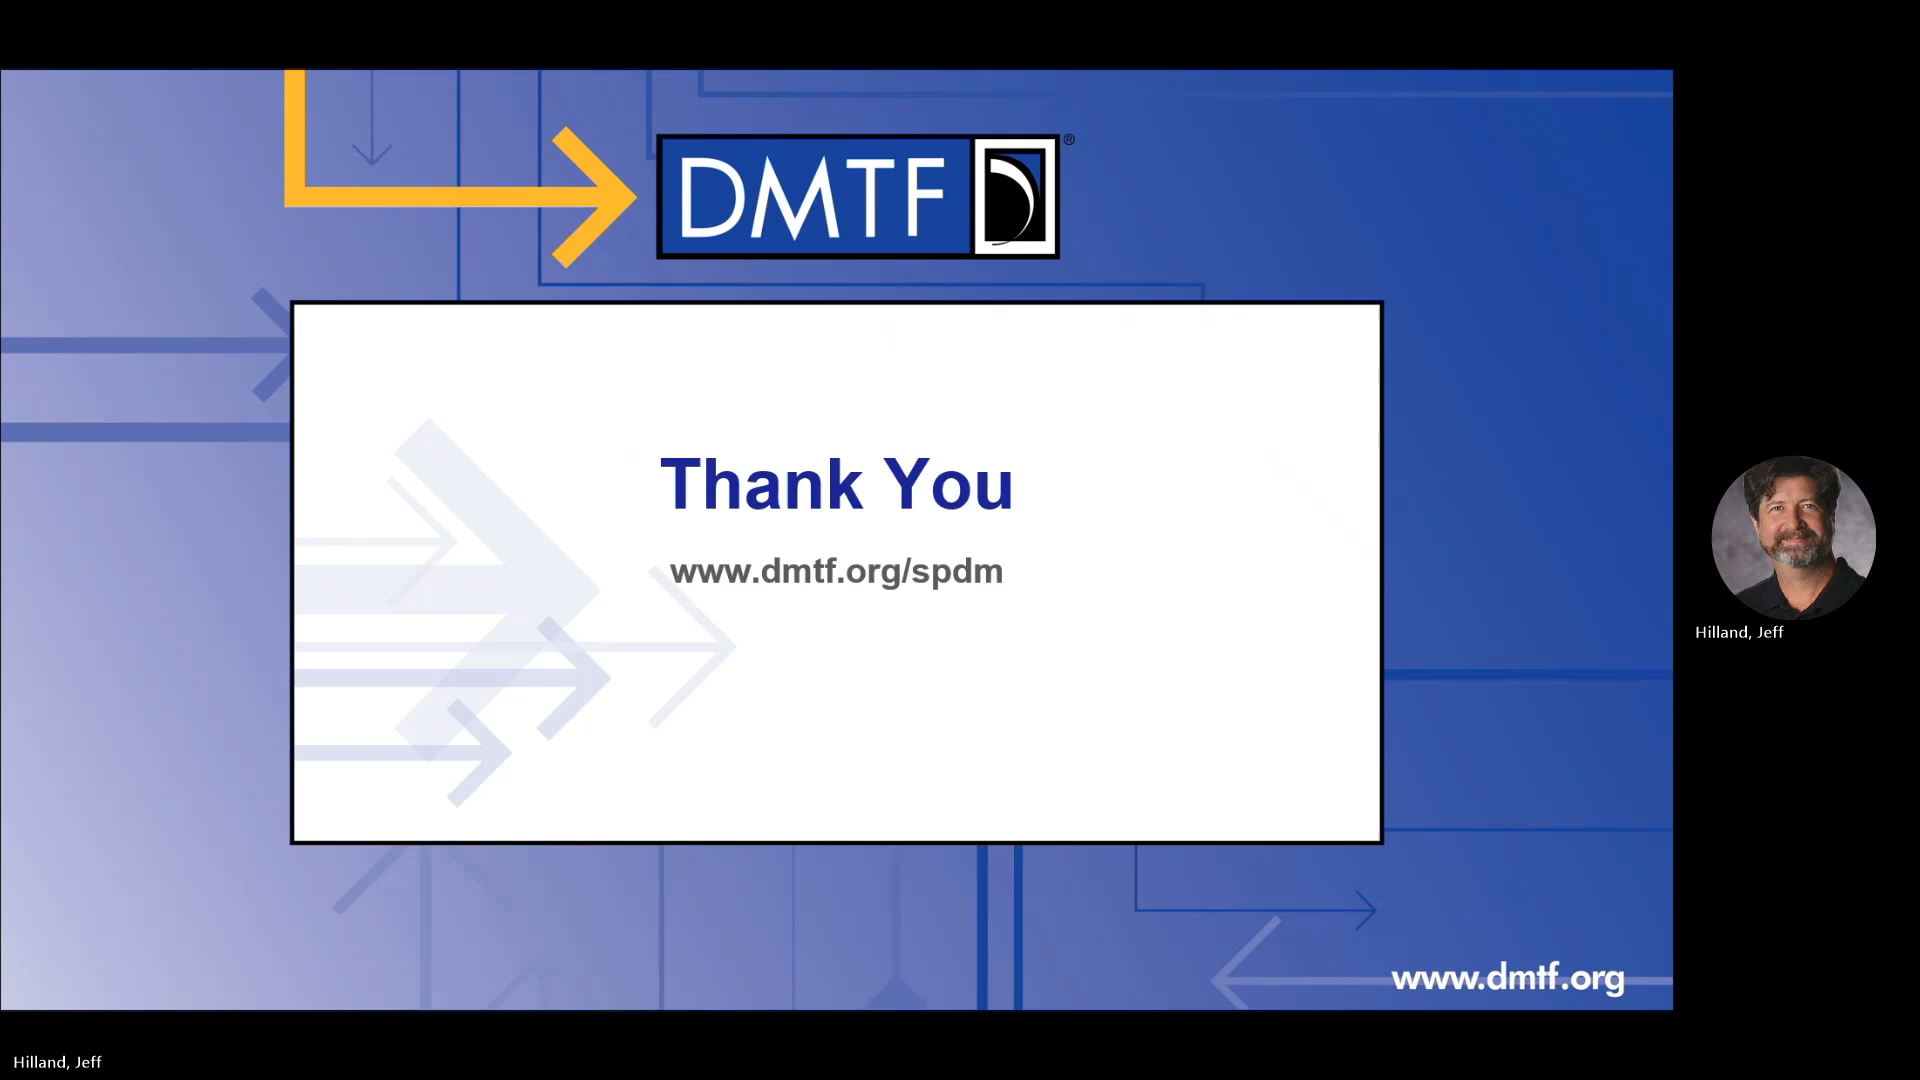 DMTF
®
Thank You
www.dmtf.org/spdm
Hilland, Jeff
www.dmtf.org
Hilland, Jeff